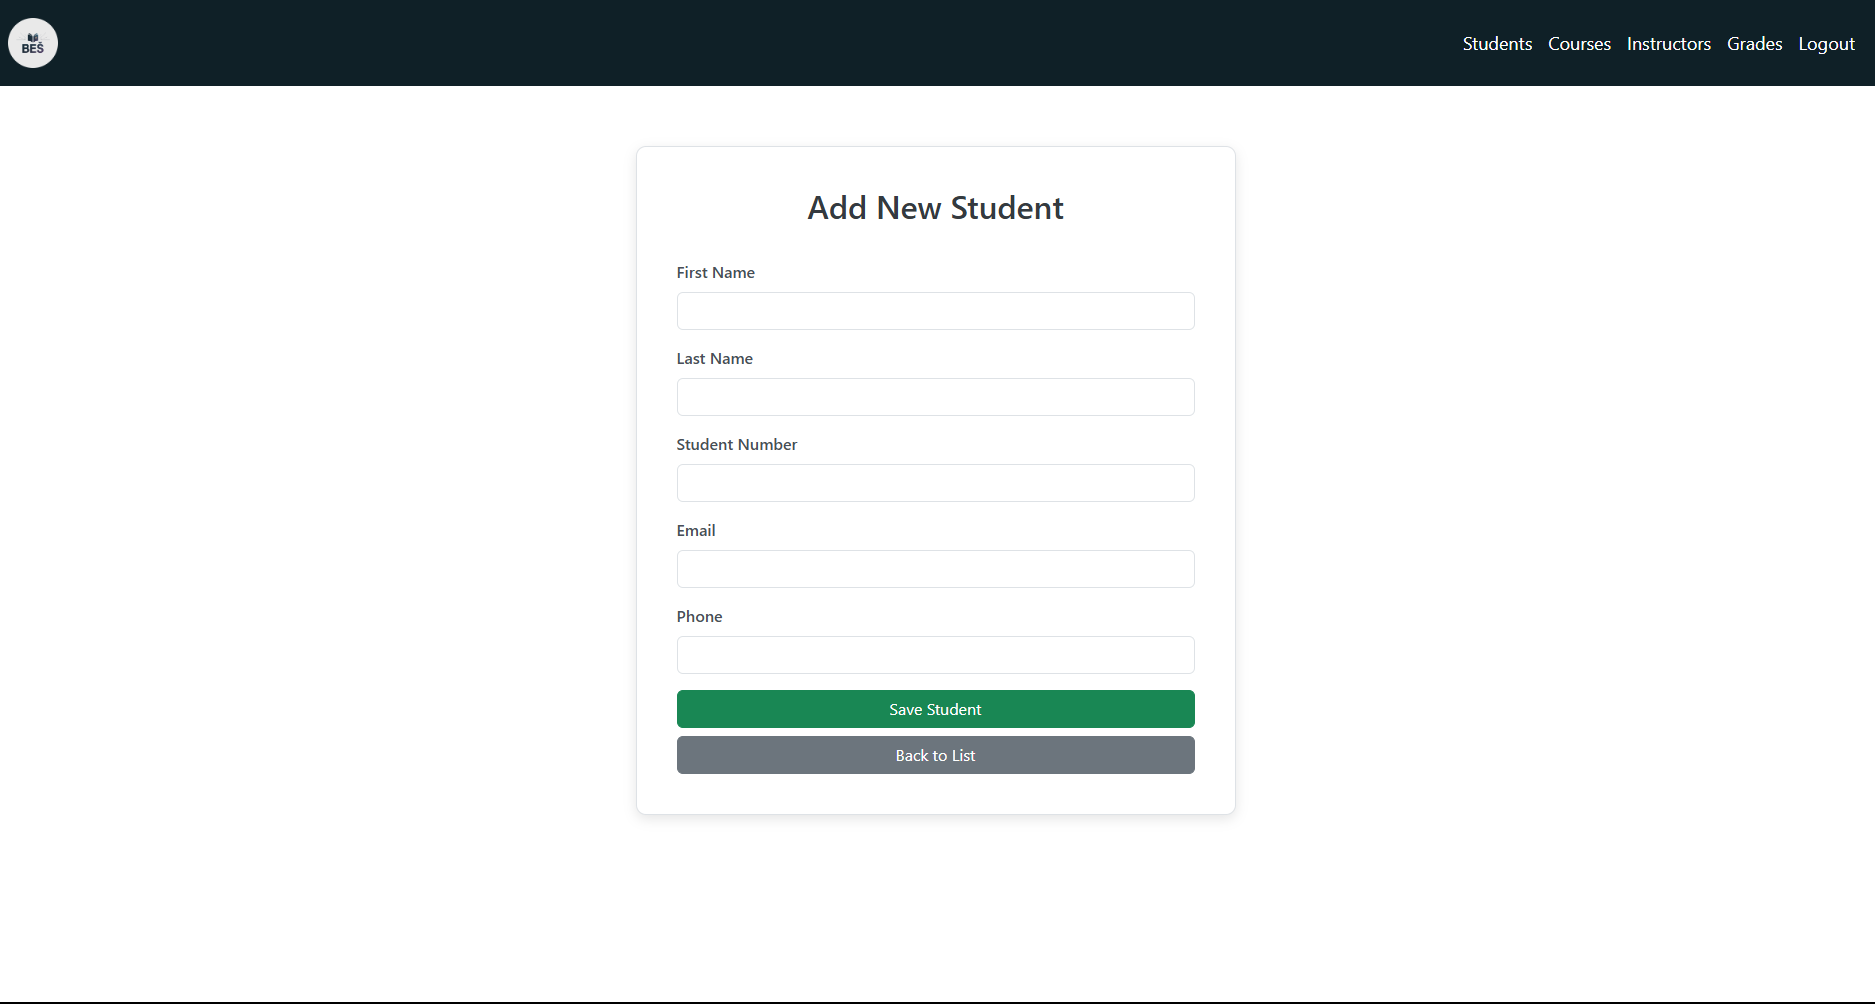 BEŞ
Students Courses Instructors Grades Logout
Add New Student
First Name
Last Name
Student Number
Email
Phone
Save Student
Back to List